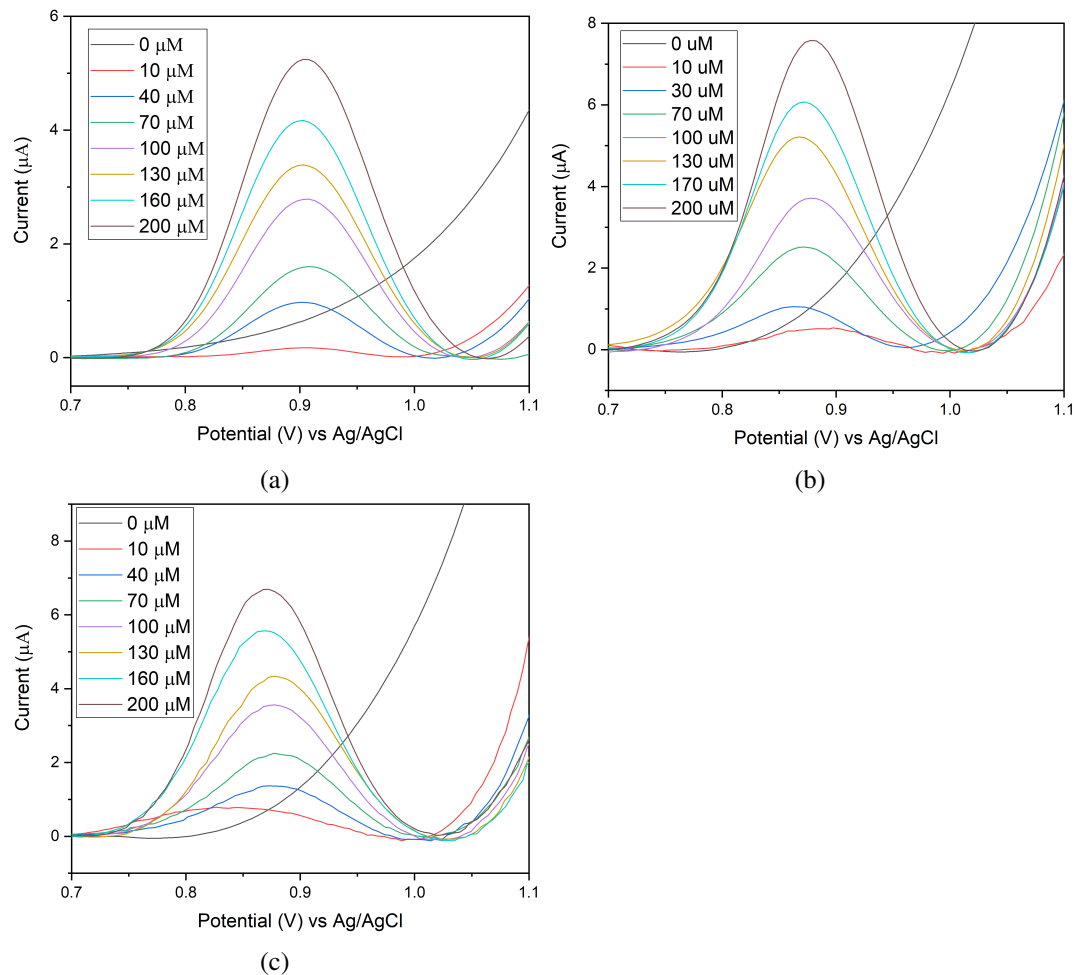 6
4
2
0
Current (µA)
0 µM
10 µM
40 µM
70 µM
100 µM
130 µM
160 µM
200 µM
0.7 0.8 0.9 1.0 1.1
Potential (V) vs Ag/AgCl
(a)
8
6
4
2
0
Current (µA)
0 uM
10 uM
30 uM
70 uM
100 uM
130 uM
170 uM
200 uM
0.7 0.8 0.9 1.0 1.1
Potential (V) vs Ag/AgCl
(b)
8
6
4
2
0
Current (µA)
0 µM
10 µM
40 µM
70 µM
100 µM
130 µM
160 µM
200 µM
0.7 0.8 0.9 1.0 1.1
Potential (V) vs Ag/AgCl
(c)